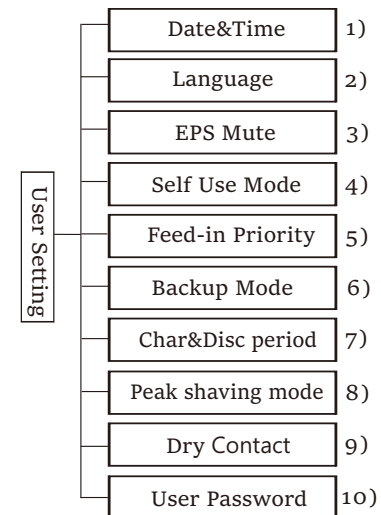 Date&Time 1)
Language 2)
EPS Mute 3)
Self Use Mode 4)
User Setting
Feed-in Priority 5)
Backup Mode 6)
Char&Disc period 7)
Peak shaving mode 8)
Dry Contact 9)
User Password 10)